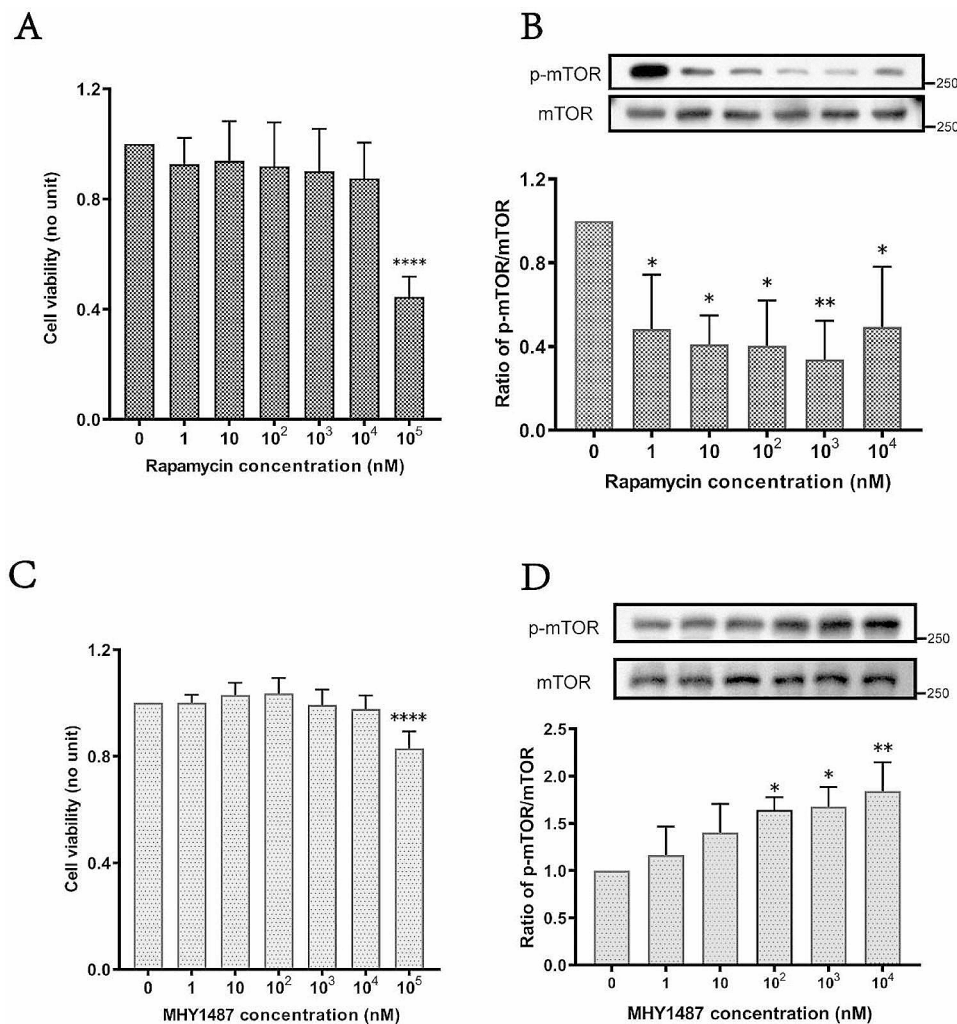 A
1.2
0.8
0.4
0.0
Cell viability (no unit)
****
0 1 10 10² 10³ 10⁴ 10⁵
Rapamycin concentration (nM)
B
p-mTOR
250
mTOR
250
1.2
0.8
0.4
0.0
Ratio of p-mTOR/mTOR
* * * ** *
0 1 10 10² 10³ 10⁴
Rapamycin concentration (nM)
C
1.2
0.8
0.4
0.0
Cell viability (no unit)
****
0 1 10 10² 10³ 10⁴ 10⁵
MHY1487 concentration (nM)
D
p-mTOR
250
mTOR
250
2.5
2.0
1.5
1.0
0.5
0.0
Ratio of p-mTOR/mTOR
* * **
0 1 10 10² 10³ 10⁴
MHY1487 concentration (nM)